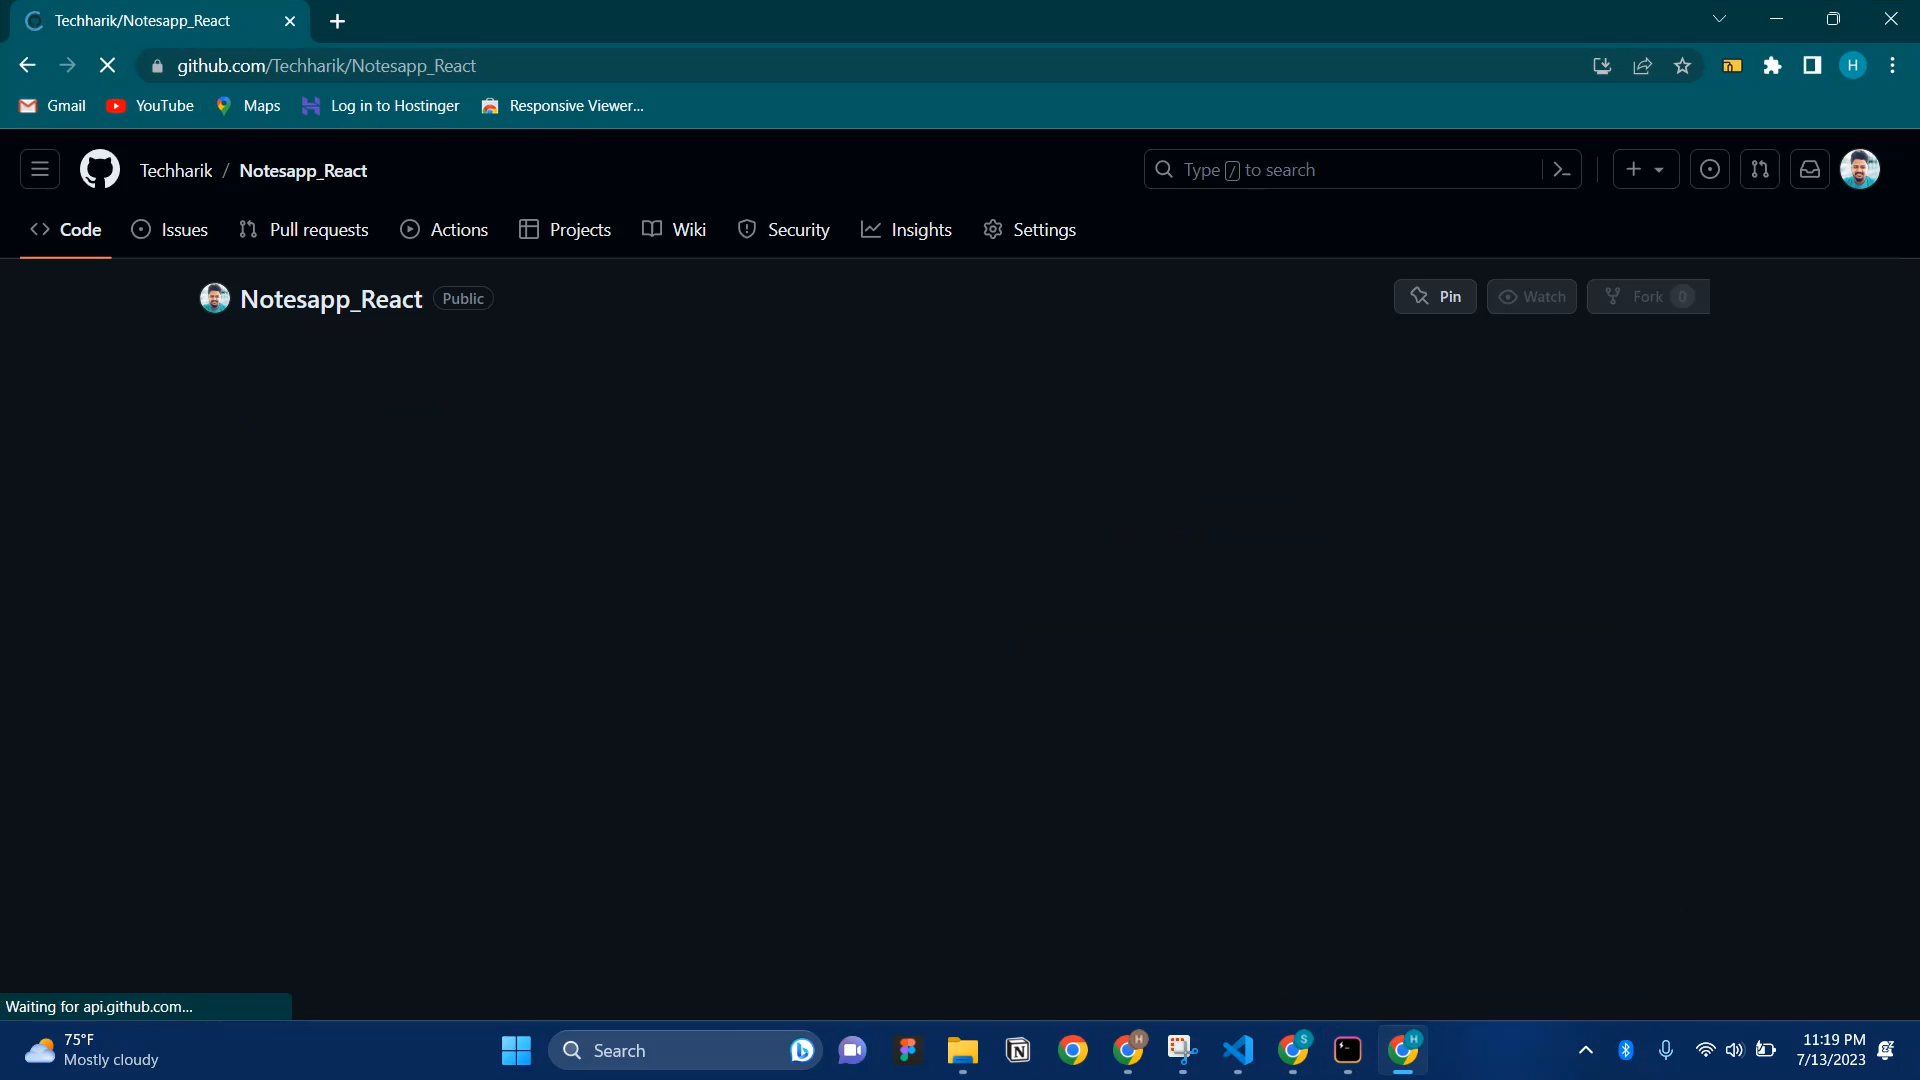 Techharik/Notesapp_React
github.com/Techharik/Notesapp_React
H
Gmail
YouTube
Maps
Log in to Hostinger
Responsive Viewer...
Techharik / Notesapp_React
Type / to search
Code
Issues
Pull requests
Actions
Projects
Wiki
Security
Insights
Settings
Notesapp_React
Public
Pin
Watch
Fork 0
Waiting for api.github.com...
75°F
Mostly cloudy
Search
H
S
H
11:19 PM
7/13/2023